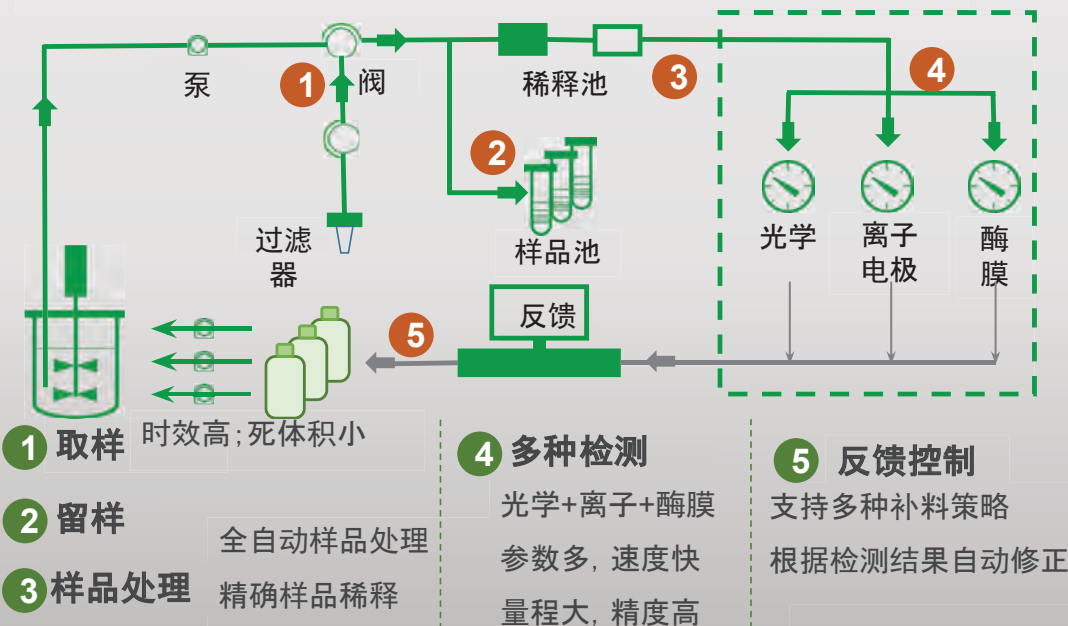 泵
1
阀
稀释池
3
4
2
过滤
器
样品池
光学
离子
电极
酶
膜
反馈
5
1 取样 时效高;死体积小
2 留样
全自动样品处理
3 样品处理
精确样品稀释
4 多种检测
光学+离子+酶膜
参数多, 速度快
量程大, 精度高
5 反馈控制
支持多种补料策略
根据检测结果自动修正